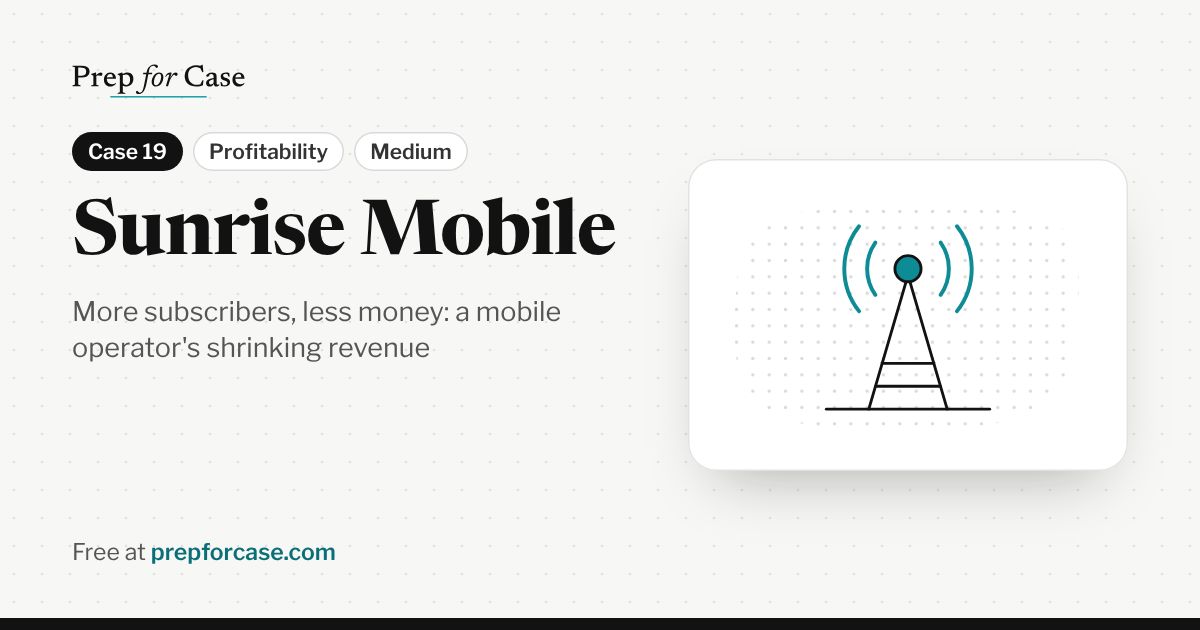 Prep for Case
Case 19 Profitability Medium
Sunrise Mobile
More subscribers, less money: a mobile
operator's shrinking revenue
Free at prepforcase.com